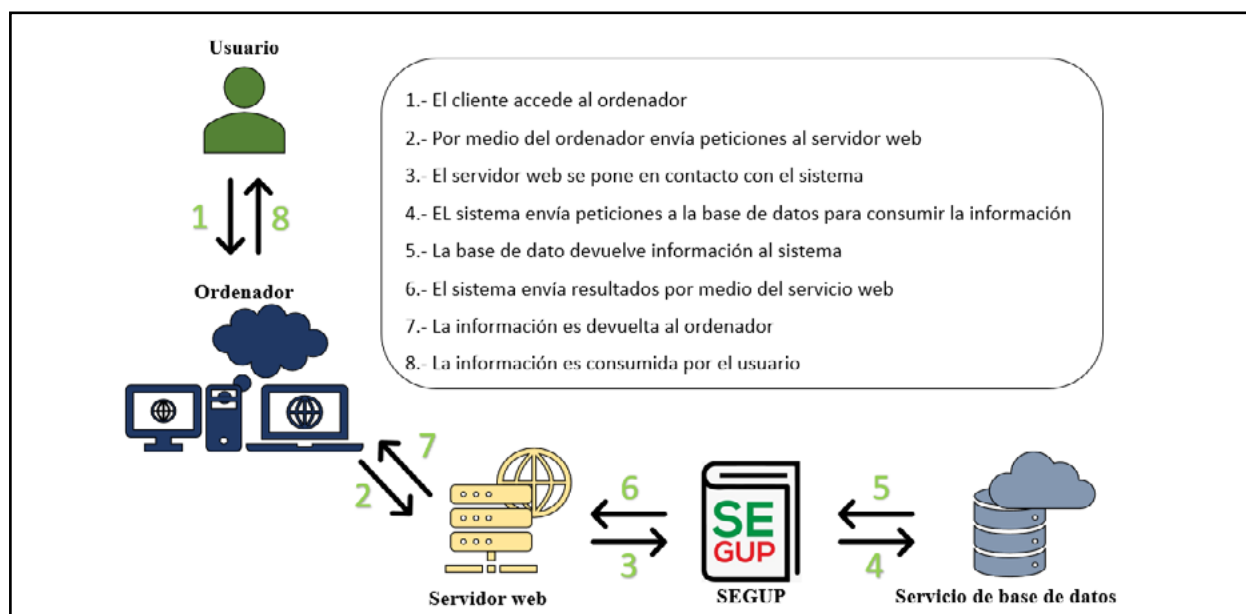 Usuario
1.- El cliente accede al ordenador
2.- Por medio del ordenador envía peticiones al servidor web
3.- El servidor web se pone en contacto con el sistema
4.- EL sistema envía peticiones a la base de datos para consumir la información
5.- La base de dato devuelve información al sistema
6.- El sistema envía resultados por medio del servicio web
7.- La información es devuelta al ordenador
8.- La información es consumida por el usuario
1
8
Ordenador
7
2
6
3
5
4
SE
GUP
Servidor web
SEGUP
Servicio de base de datos